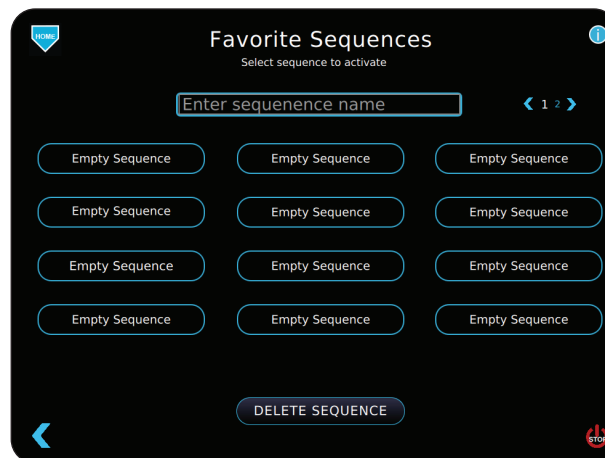 HOME
Favorite Sequences
i
Select sequence to activate
Enter sequenence name
1 2
Empty Sequence Empty Sequence Empty Sequence
Empty Sequence Empty Sequence Empty Sequence
Empty Sequence Empty Sequence Empty Sequence
Empty Sequence Empty Sequence Empty Sequence
DELETE SEQUENCE
STOP